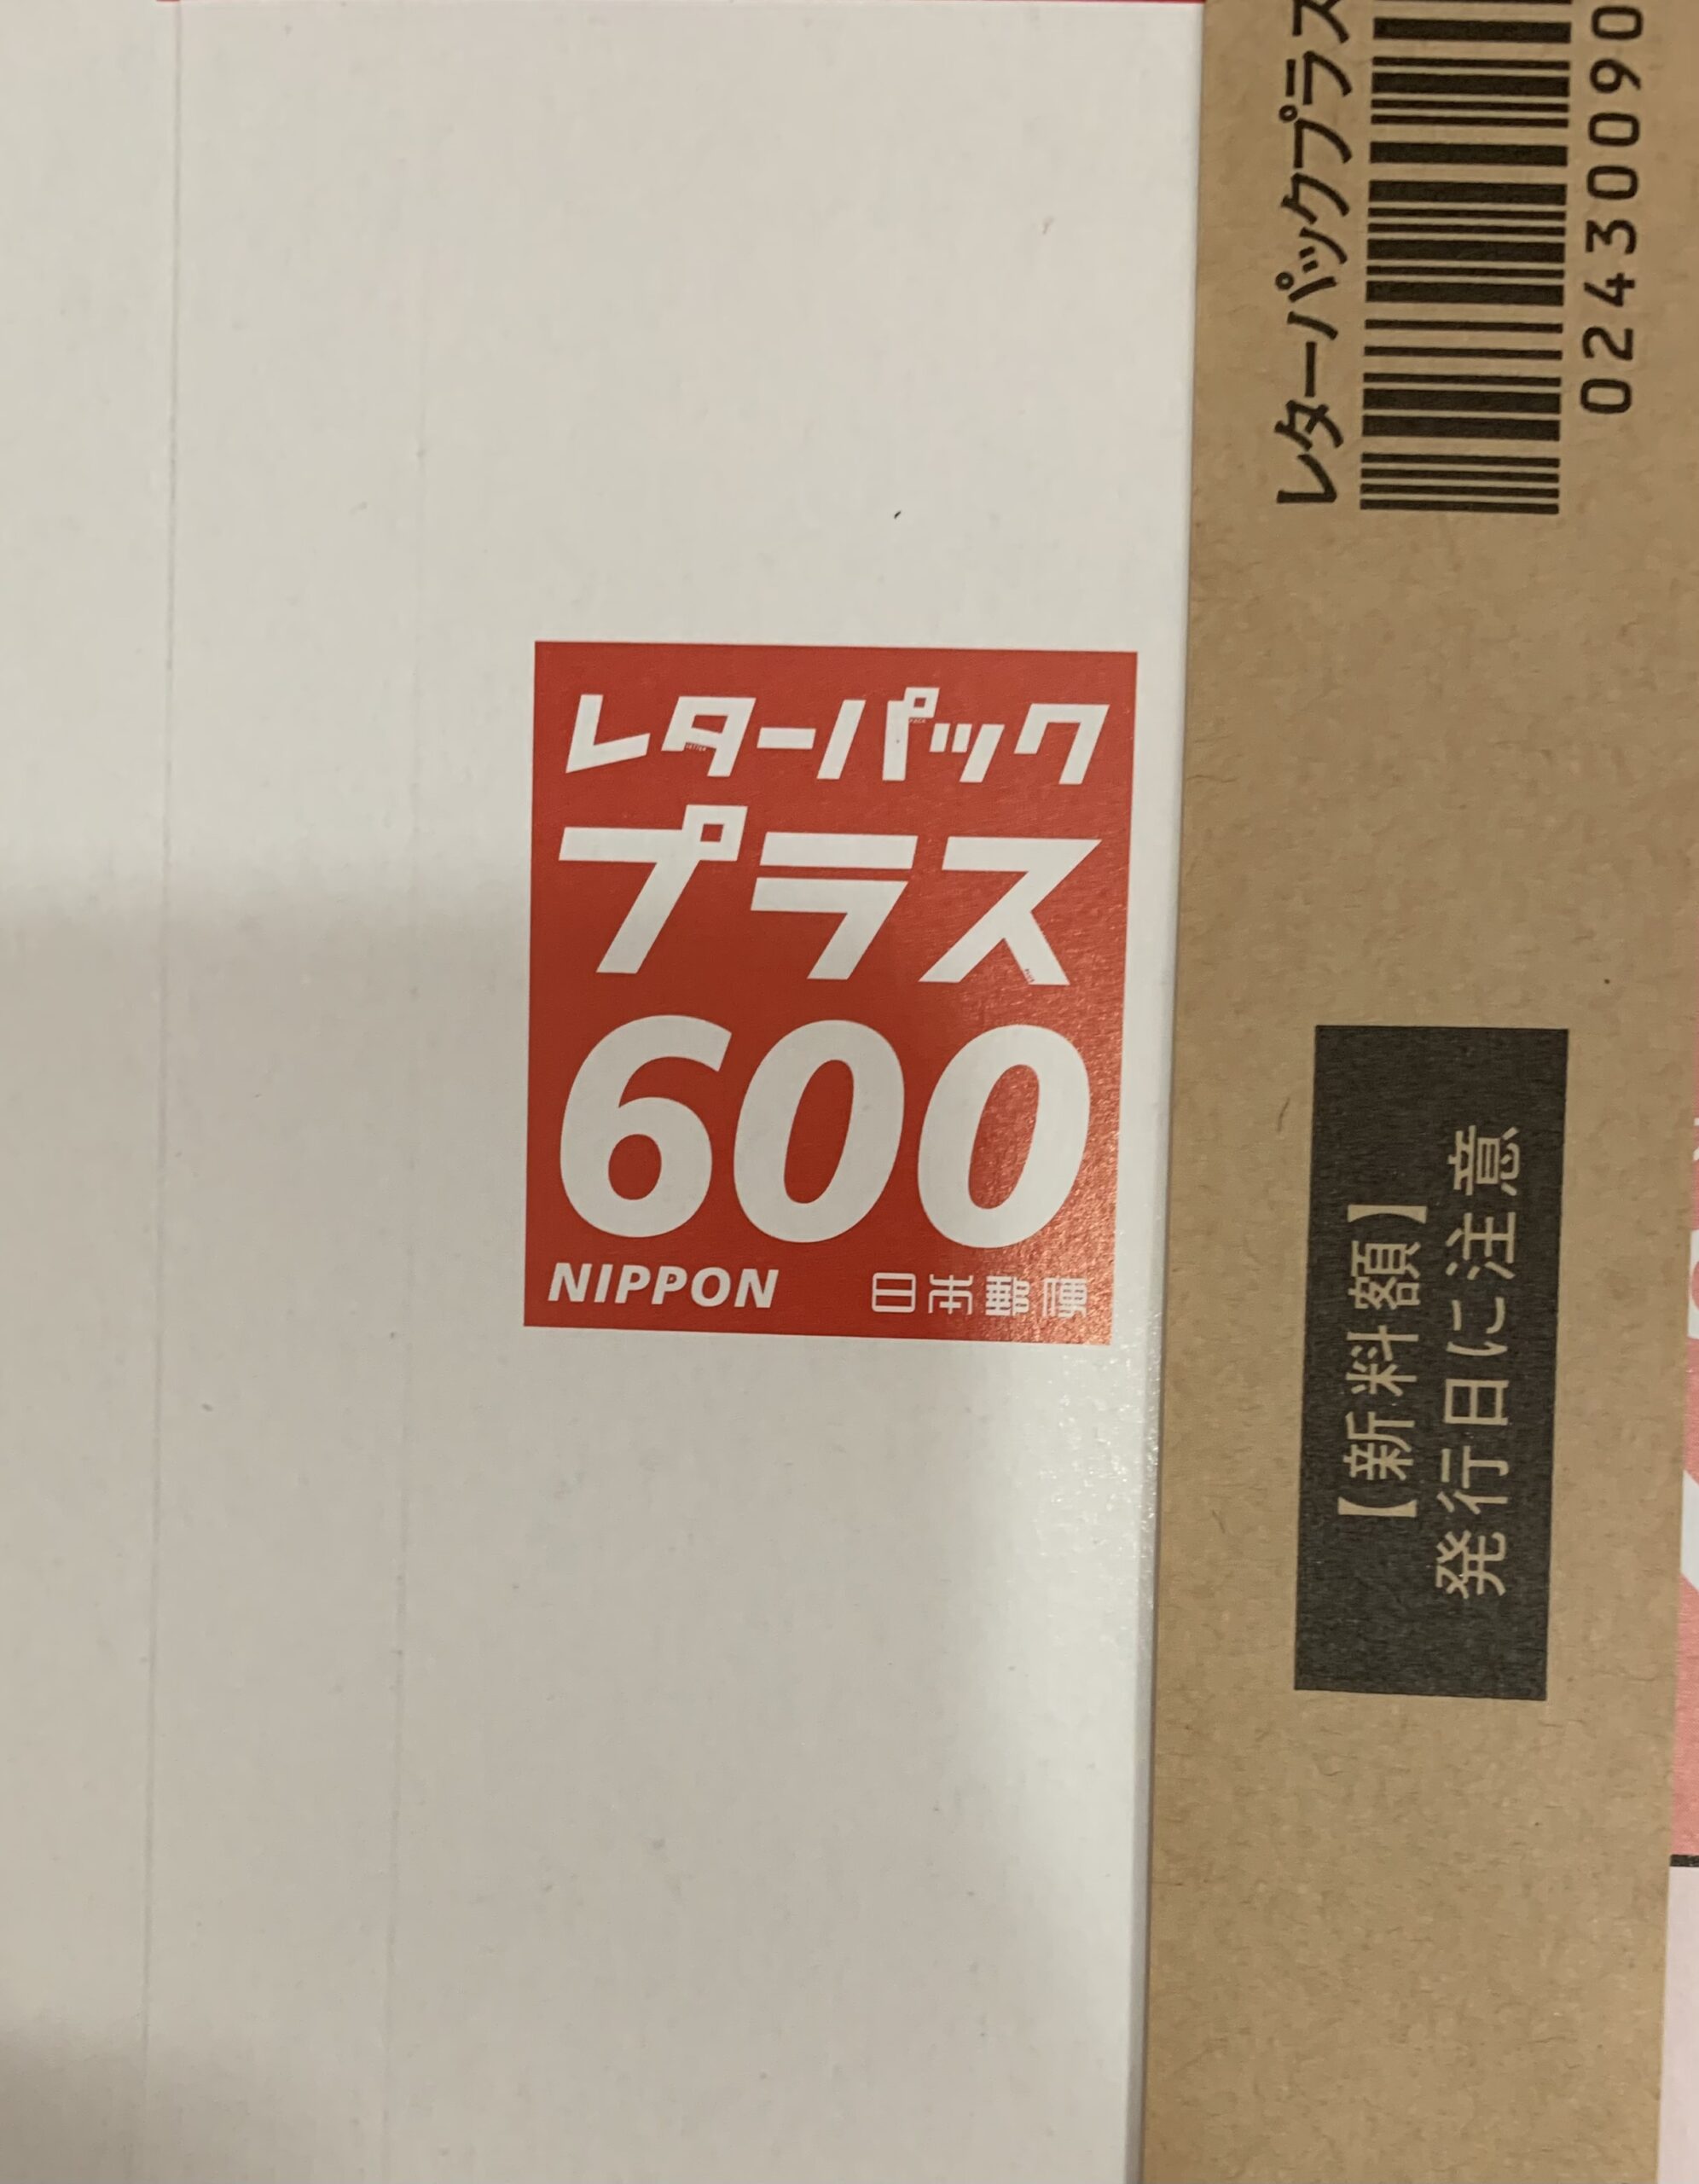 レターパック
プラス
600
NIPPON 日本郵便
レターパックプラス
02430090
【新料額】
発行日に注意